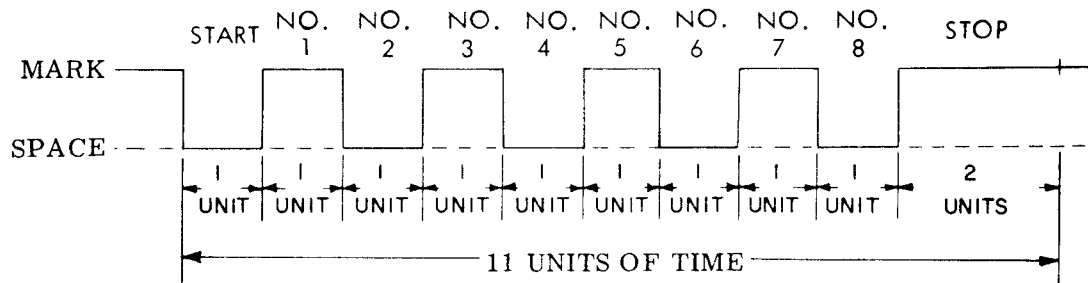 START NO. 1 NO. 2 NO. 3 NO. 4 NO. 5 NO. 6 NO. 7 NO. 8 STOP
MARK
SPACE
1 UNIT 1 UNIT 1 UNIT 1 UNIT 1 UNIT 1 UNIT 1 UNIT 1 UNIT 1 UNIT 2 UNITS
11 UNITS OF TIME